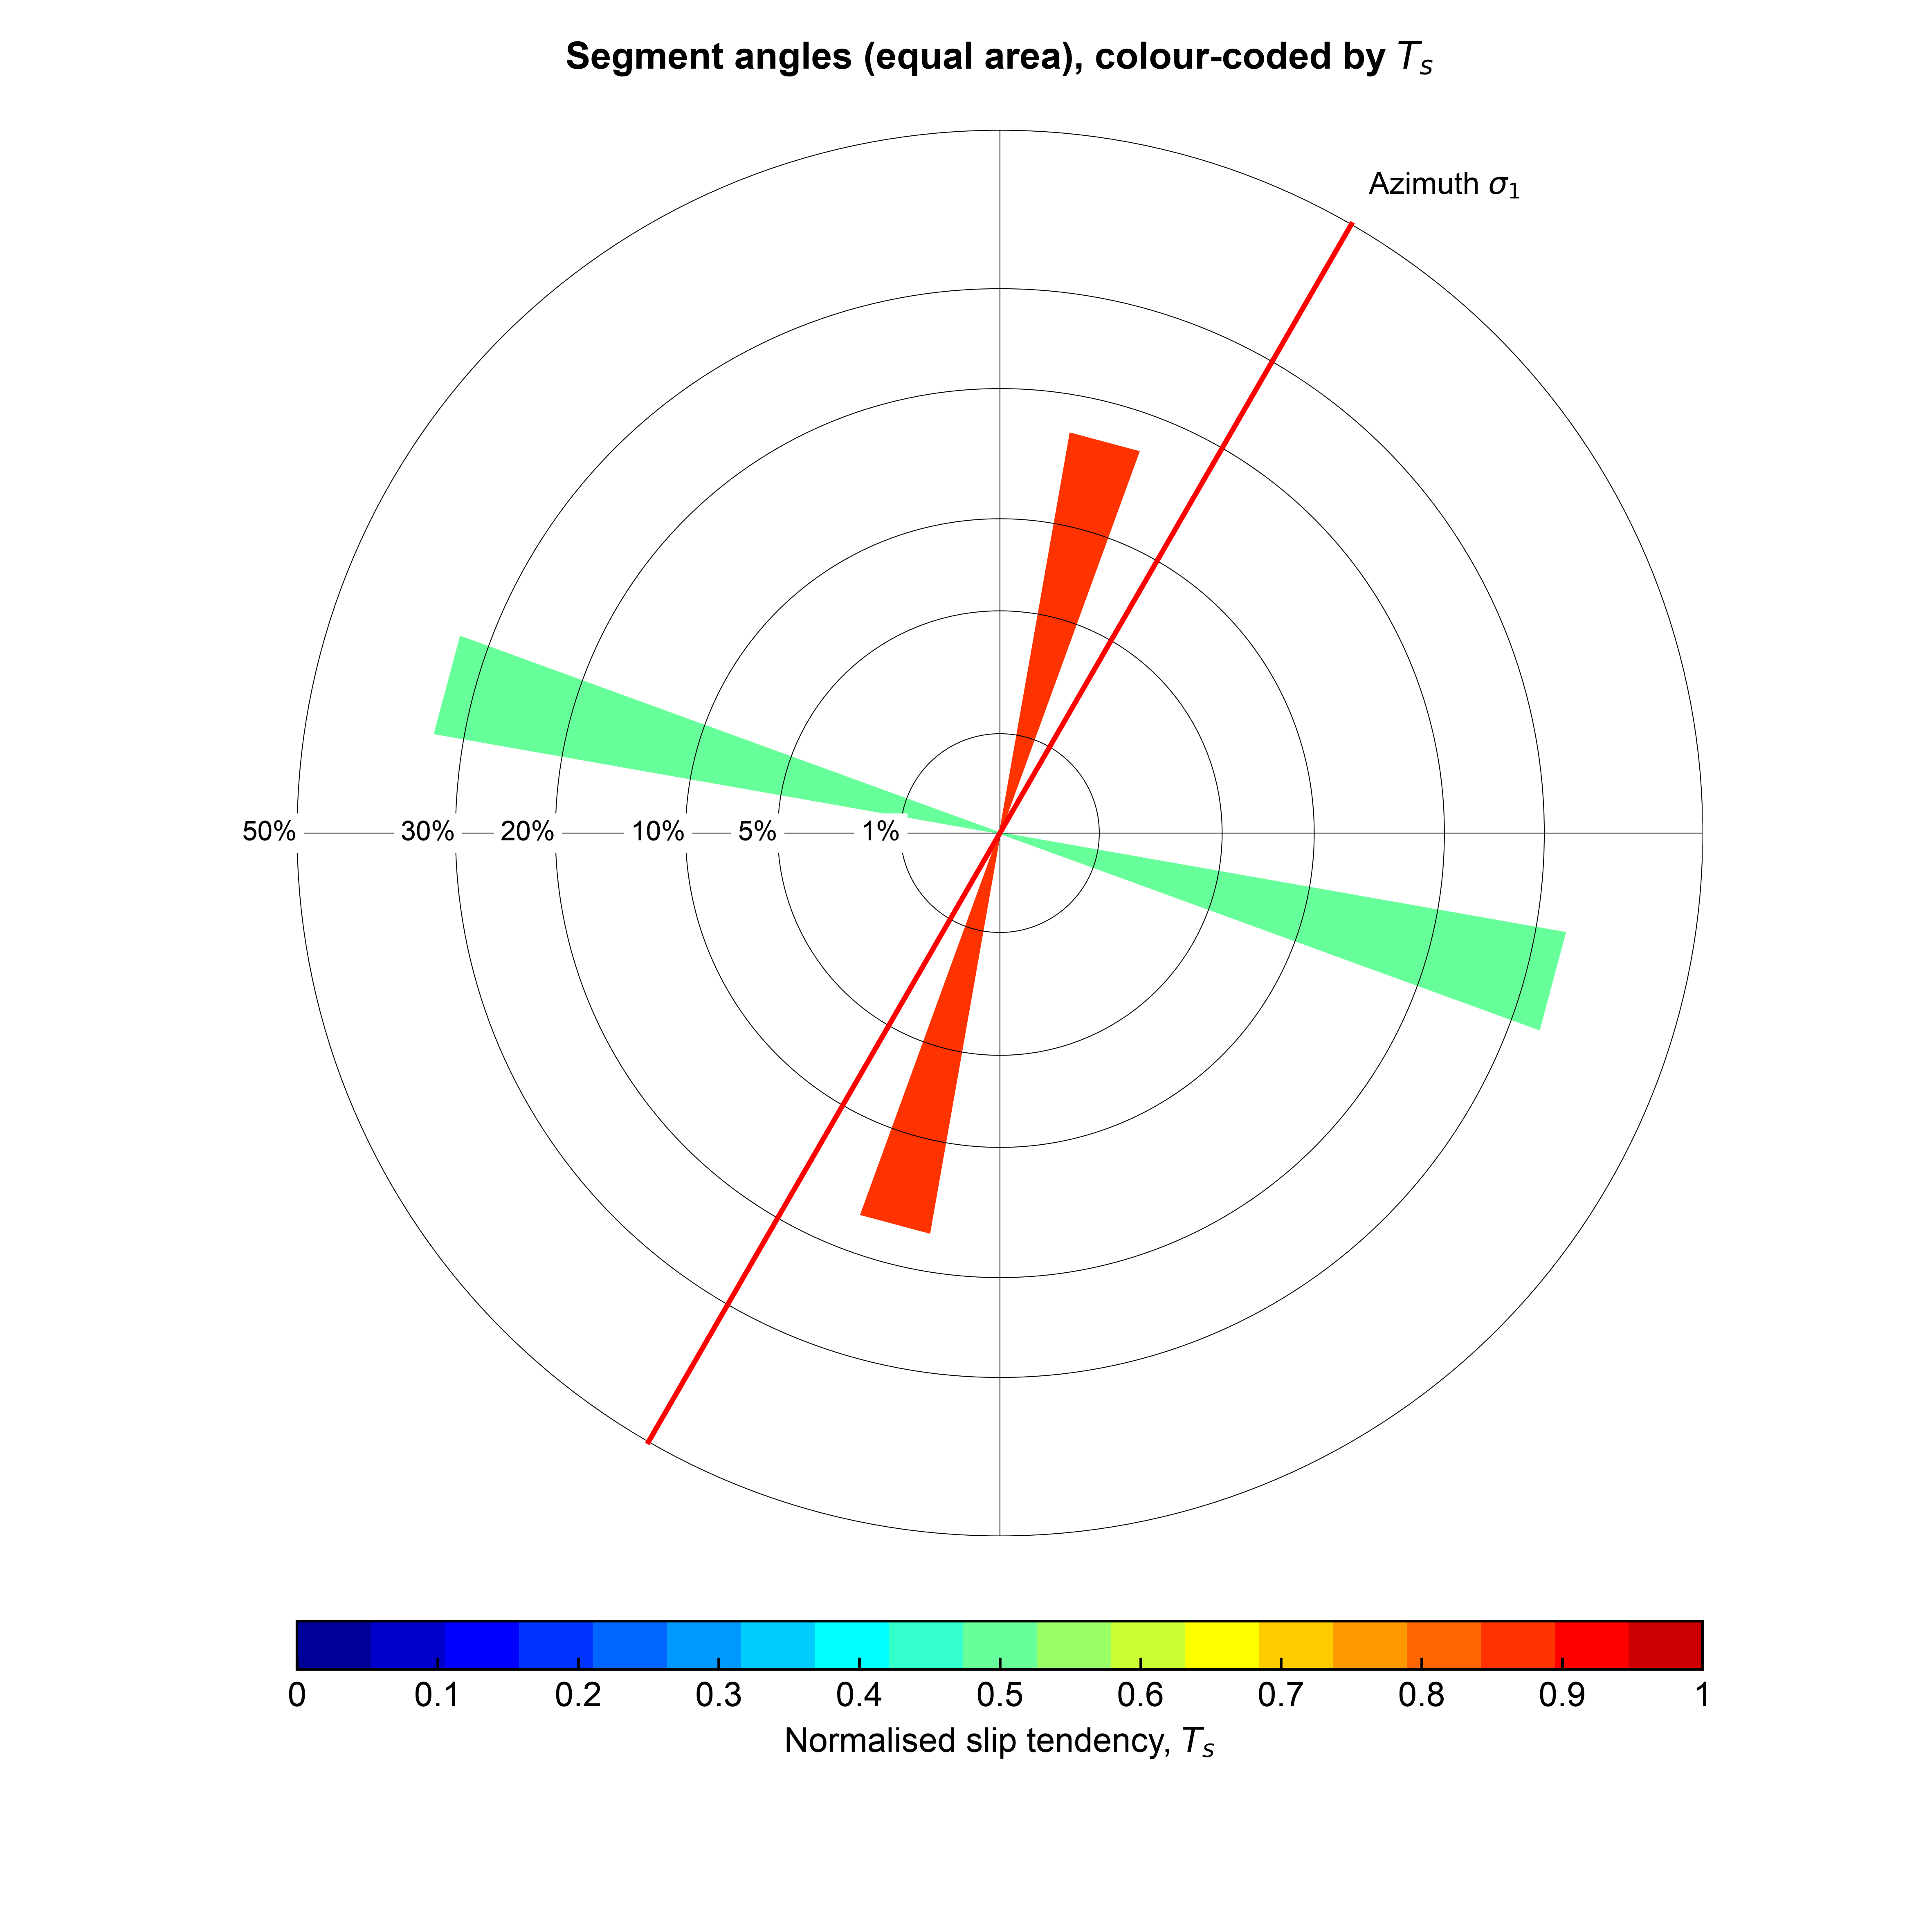 Segment angles (equal area), colour-coded by Tₛ
Azimuth σ₁
50% 30% 20% 10% 5% 1%
0 0.1 0.2 0.3 0.4 0.5 0.6 0.7 0.8 0.9 1
Normalised slip tendency, Tₛ